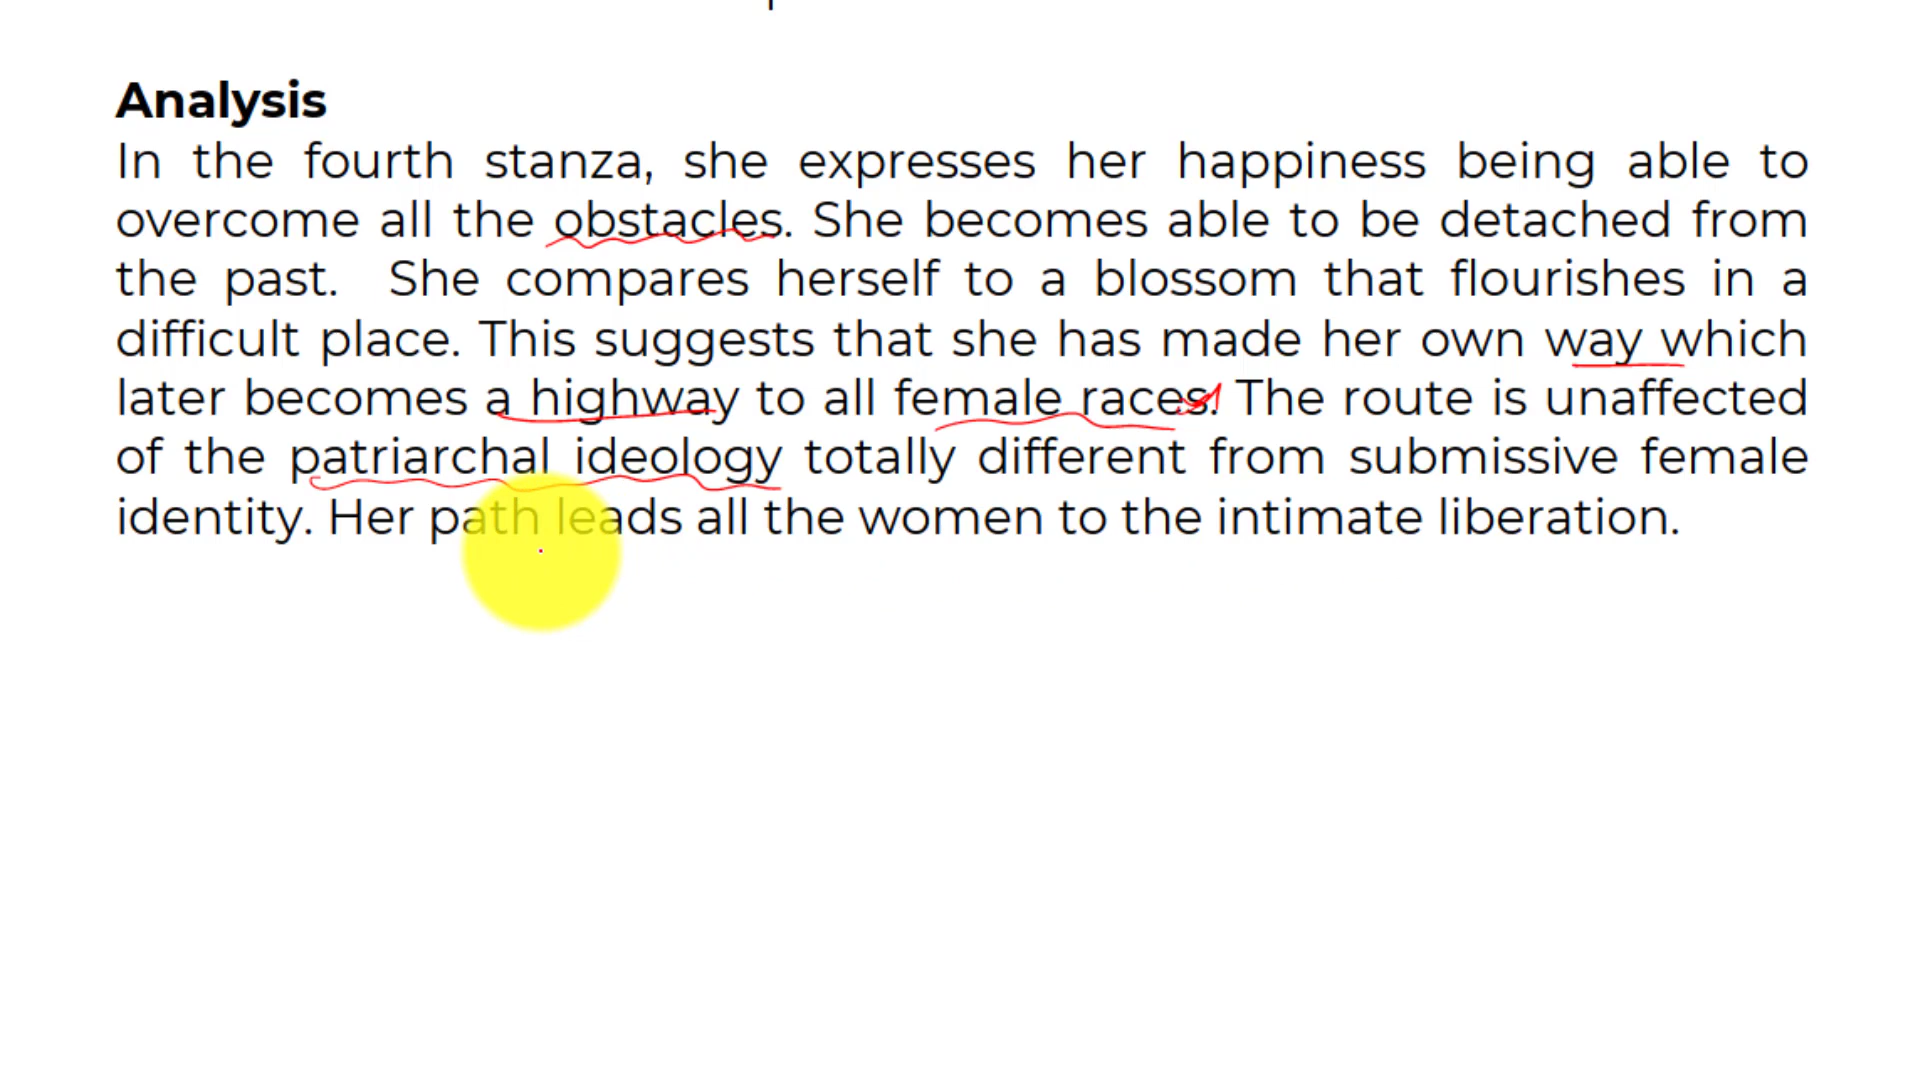 Analysis
In the fourth stanza, she expresses her happiness being able to
overcome all the obstacles. She becomes able to be detached from
the past. She compares herself to a blossom that flourishes in a
difficult place. This suggests that she has made her own way which
later becomes a highway to all female races. The route is unaffected
of the patriarchal ideology totally different from submissive female
identity. Her path leads all the women to the intimate liberation.